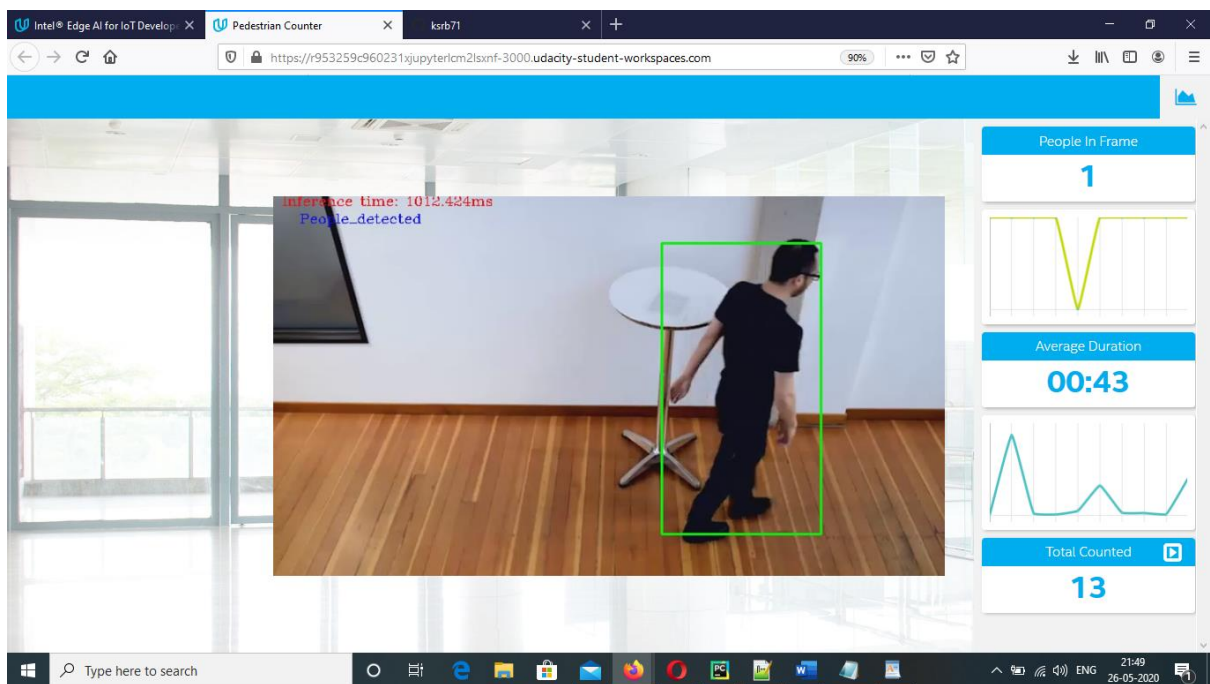 Intel® Edge AI for IoT Develop
Pedestrian Counter
ksrb71
https://r953259c960231xjupyterlcm2lsxnf-3000.udacity-student-workspaces.com
90%
People In Frame
1
Inference time: 1012.424ms
People_detected
Average Duration
00:43
Total Counted
13
Type here to search
ENG
21:49
26-05-2020